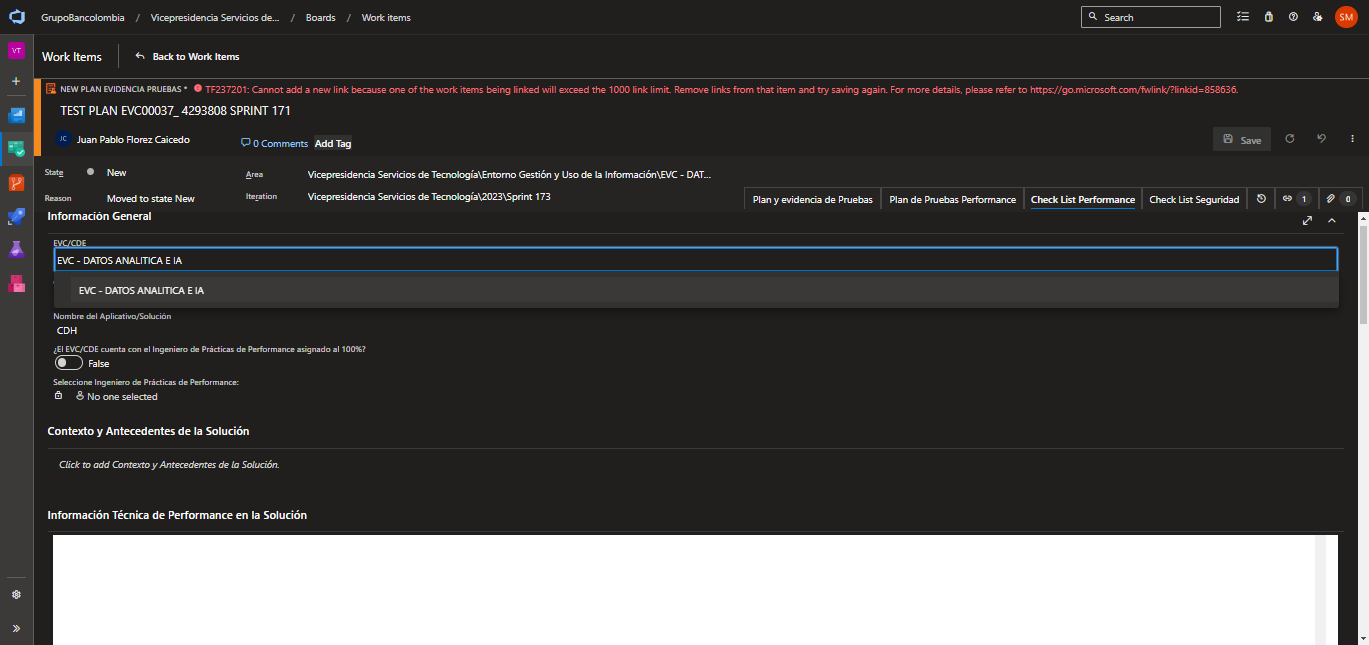 GrupoBancolombia / Vicepresidencia Servicios de... / Boards / Work items
Search
SM
VT
Work Items
Back to Work Items
NEW PLAN EVIDENCIA PRUEBAS * TF237201: Cannot add a new link because one of the work items being linked will exceed the 1000 link limit. Remove links from that item and try saving again. For more details, please refer to https://go.microsoft.com/fwlink/?linkid=858636.
TEST PLAN EVC00037_ 4293808 SPRINT 171
JC Juan Pablo Florez Caicedo
0 Comments
Add Tag
Save
State New
Area Vicepresidencia Servicios de Tecnología\Entorno Gestión y Uso de la Información\EVC - DAT...
Reason Moved to state New
Iteration Vicepresidencia Servicios de Tecnología\2023\Sprint 173
Plan y evidencia de Pruebas
Plan de Pruebas Performance
Check List Performance
Check List Seguridad
1
0
Información General
EVC/CDE
EVC - DATOS ANALITICA E IA
EVC - DATOS ANALITICA E IA
Nombre del Aplicativo/Solución
CDH
¿El EVC/CDE cuenta con el Ingeniero de Prácticas de Performance asignado al 100%?
False
Seleccione Ingeniero de Prácticas de Performance:
No one selected
Contexto y Antecedentes de la Solución
Click to add Contexto y Antecedentes de la Solución.
Información Técnica de Performance en la Solución